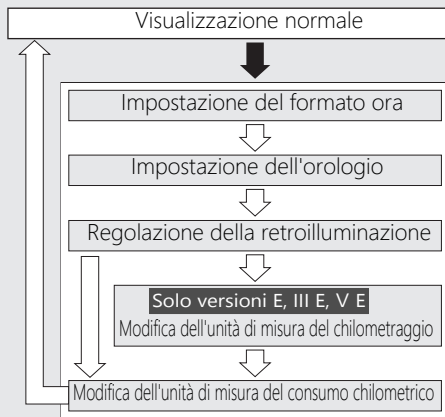 Visualizzazione normale
Impostazione del formato ora
Impostazione dell'orologio
Regolazione della retroilluminazione
Solo versioni E, III E, V E
Modifica dell'unità di misura del chilometraggio
Modifica dell'unità di misura del consumo chilometrico